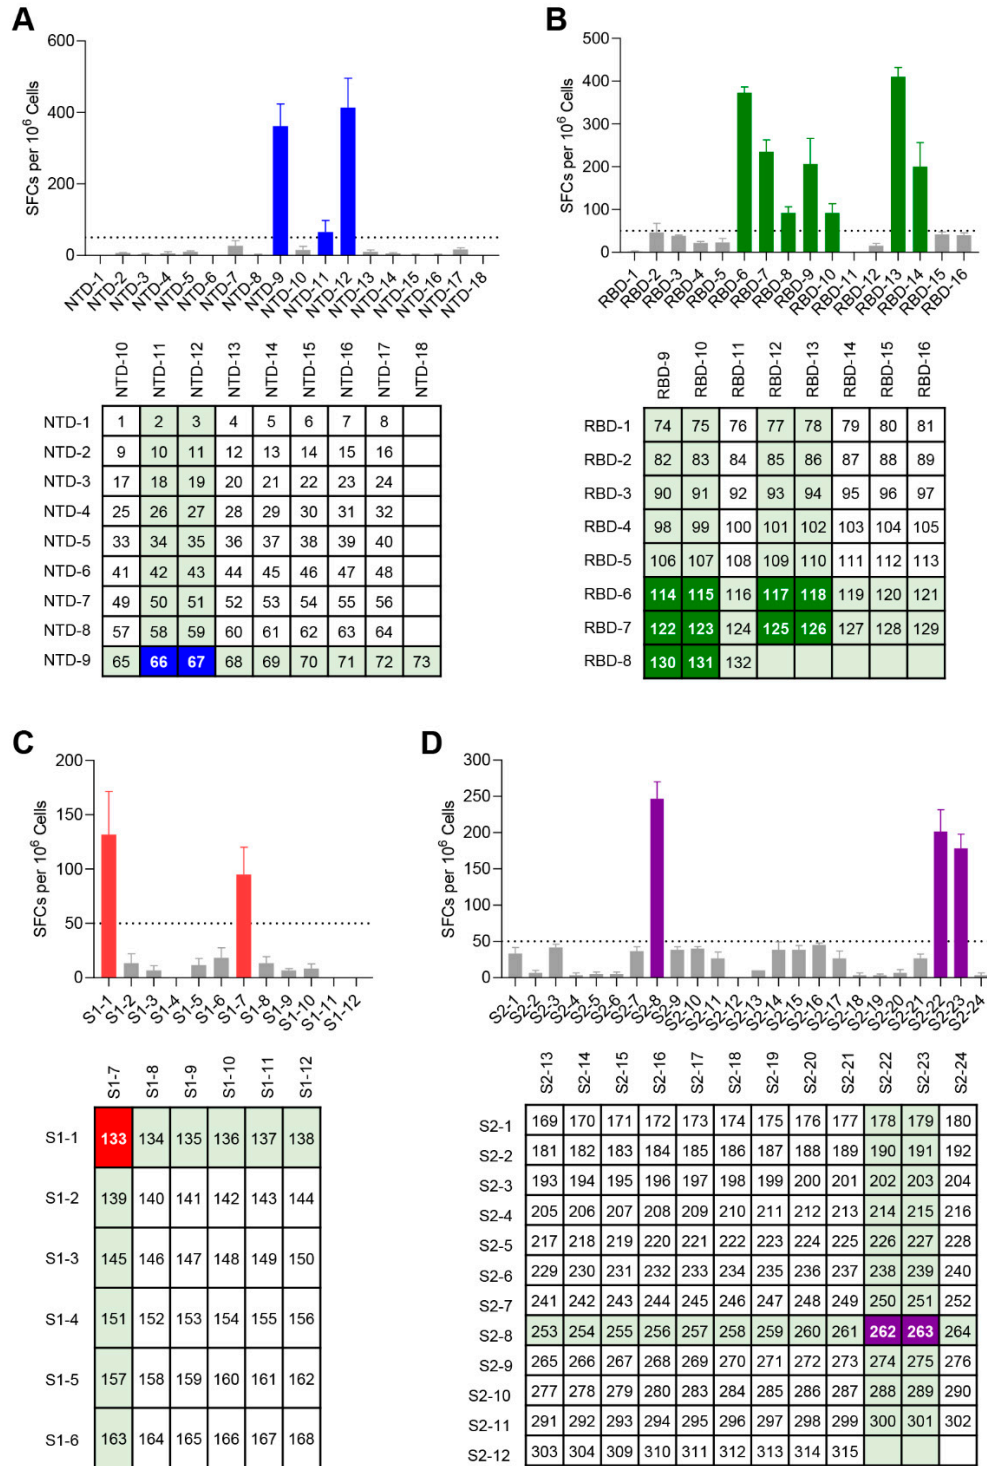 A
SFCs per 10⁶ Cells
600
400
200
0
NTD-1 NTD-2 NTD-3 NTD-4 NTD-5 NTD-6 NTD-7 NTD-8 NTD-9 NTD-10 NTD-11 NTD-12 NTD-13 NTD-14 NTD-15 NTD-16 NTD-17 NTD-18
NTD-10 NTD-11 NTD-12 NTD-13 NTD-14 NTD-15 NTD-16 NTD-17 NTD-18
NTD-1 1 2 3 4 5 6 7 8
NTD-2 9 10 11 12 13 14 15 16
NTD-3 17 18 19 20 21 22 23 24
NTD-4 25 26 27 28 29 30 31 32
NTD-5 33 34 35 36 37 38 39 40
NTD-6 41 42 43 44 45 46 47 48
NTD-7 49 50 51 52 53 54 55 56
NTD-8 57 58 59 60 61 62 63 64
NTD-9 65 66 67 68 69 70 71 72 73
B
SFCs per 10⁶ Cells
500
400
300
200
100
0
RBD-1 RBD-2 RBD-3 RBD-4 RBD-5 RBD-6 RBD-7 RBD-8 RBD-9 RBD-10 RBD-11 RBD-12 RBD-13 RBD-14 RBD-15 RBD-16
RBD-9 RBD-10 RBD-11 RBD-12 RBD-13 RBD-14 RBD-15 RBD-16
RBD-1 74 75 76 77 78 79 80 81
RBD-2 82 83 84 85 86 87 88 89
RBD-3 90 91 92 93 94 95 96 97
RBD-4 98 99 100 101 102 103 104 105
RBD-5 106 107 108 109 110 111 112 113
RBD-6 114 115 116 117 118 119 120 121
RBD-7 122 123 124 125 126 127 128 129
RBD-8 130 131 132
C
SFCs per 10⁶ Cells
200
150
100
50
0
S1-1 S1-2 S1-3 S1-4 S1-5 S1-6 S1-7 S1-8 S1-9 S1-10 S1-11 S1-12
S1-7 S1-8 S1-9 S1-10 S1-11 S1-12
S1-1 133 134 135 136 137 138
S1-2 139 140 141 142 143 144
S1-3 145 146 147 148 149 150
S1-4 151 152 153 154 155 156
S1-5 157 158 159 160 161 162
S1-6 163 164 165 166 167 168
D
SFCs per 10⁶ Cells
300
250
200
150
100
50
0
S2-1 S2-2 S2-3 S2-4 S2-5 S2-6 S2-7 S2-8 S2-9 S2-10 S2-11 S2-12 S2-13 S2-14 S2-15 S2-16 S2-17 S2-18 S2-19 S2-20 S2-21 S2-22 S2-23 S2-24
S2-13 S2-14 S2-15 S2-16 S2-17 S2-18 S2-19 S2-20 S2-21 S2-22 S2-23 S2-24
S2-1 169 170 171 172 173 174 175 176 177 178 179 180
S2-2 181 182 183 184 185 186 187 188 189 190 191 192
S2-3 193 194 195 196 197 198 199 200 201 202 203 204
S2-4 205 206 207 208 209 210 211 212 213 214 215 216
S2-5 217 218 219 220 221 222 223 224 225 226 227 228
S2-6 229 230 231 232 233 234 235 236 237 238 239 240
S2-7 241 242 243 244 245 246 247 248 249 250 251 252
S2-8 253 254 255 256 257 258 259 260 261 262 263 264
S2-9 265 266 267 268 269 270 271 272 273 274 275 276
S2-10 277 278 279 280 283 284 285 286 287 288 289 290
S2-11 291 292 293 294 295 296 297 298 299 300 301 302
S2-12 303 304 309 310 311 312 313 314 315